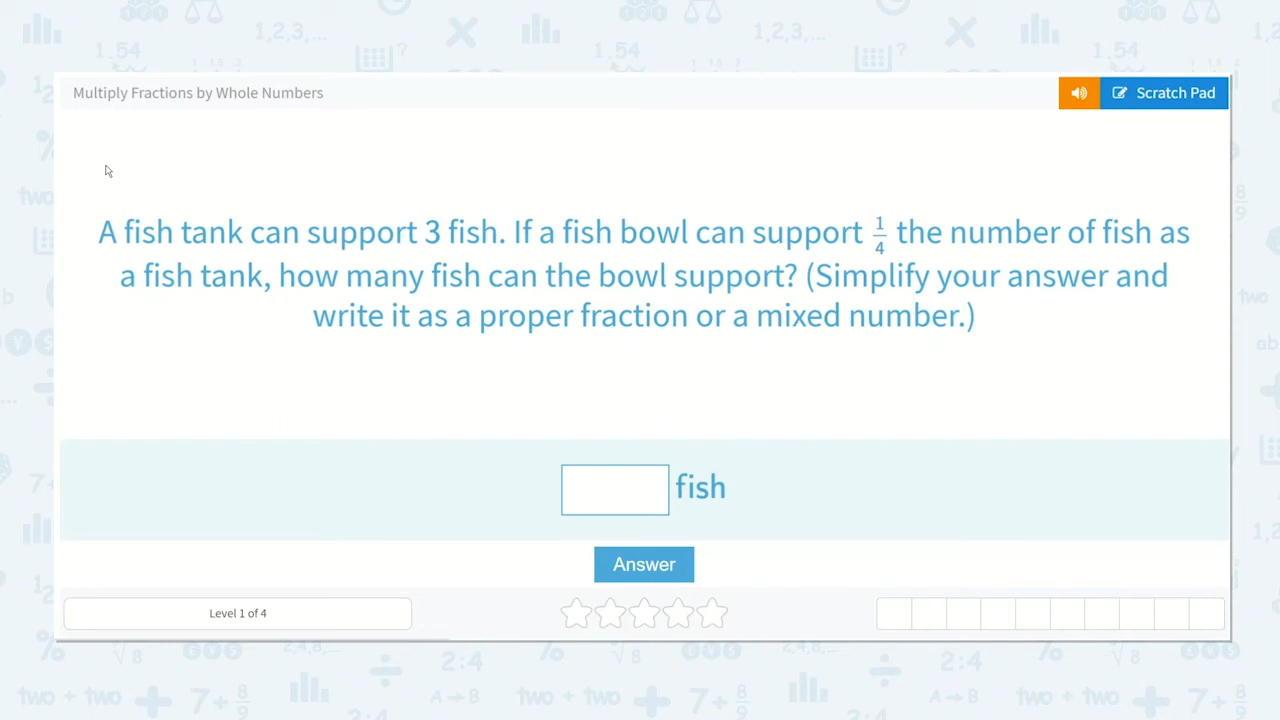 Multiply Fractions by Whole Numbers
Scratch Pad
A fish tank can support 3 fish. If a fish bowl can support 1/4 the number of fish as
a fish tank, how many fish can the bowl support? (Simplify your answer and
write it as a proper fraction or a mixed number.)
fish
Answer
Level 1 of 4